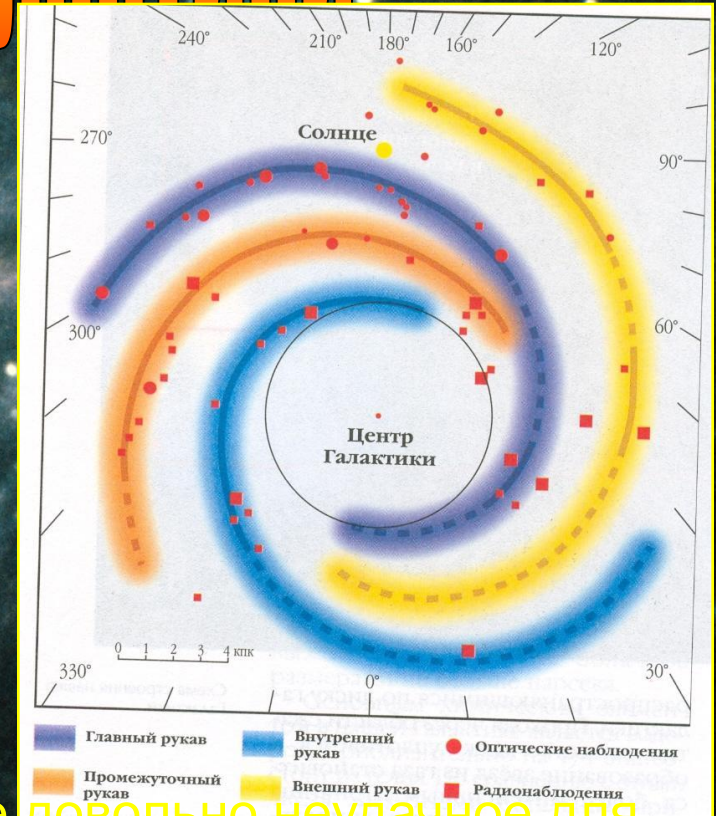 240°
210°
180°
160°
120°
Солнце
270°
90°
300°
60°
Центр
Галактики
0 1 2 3 4 кпк
330°
0°
30°
Главный рукав
Внутренний
рукав
Оптические наблюдения
Промежуточный
рукав
Внешний рукав
Радионаблюдения
довольно неудачное для